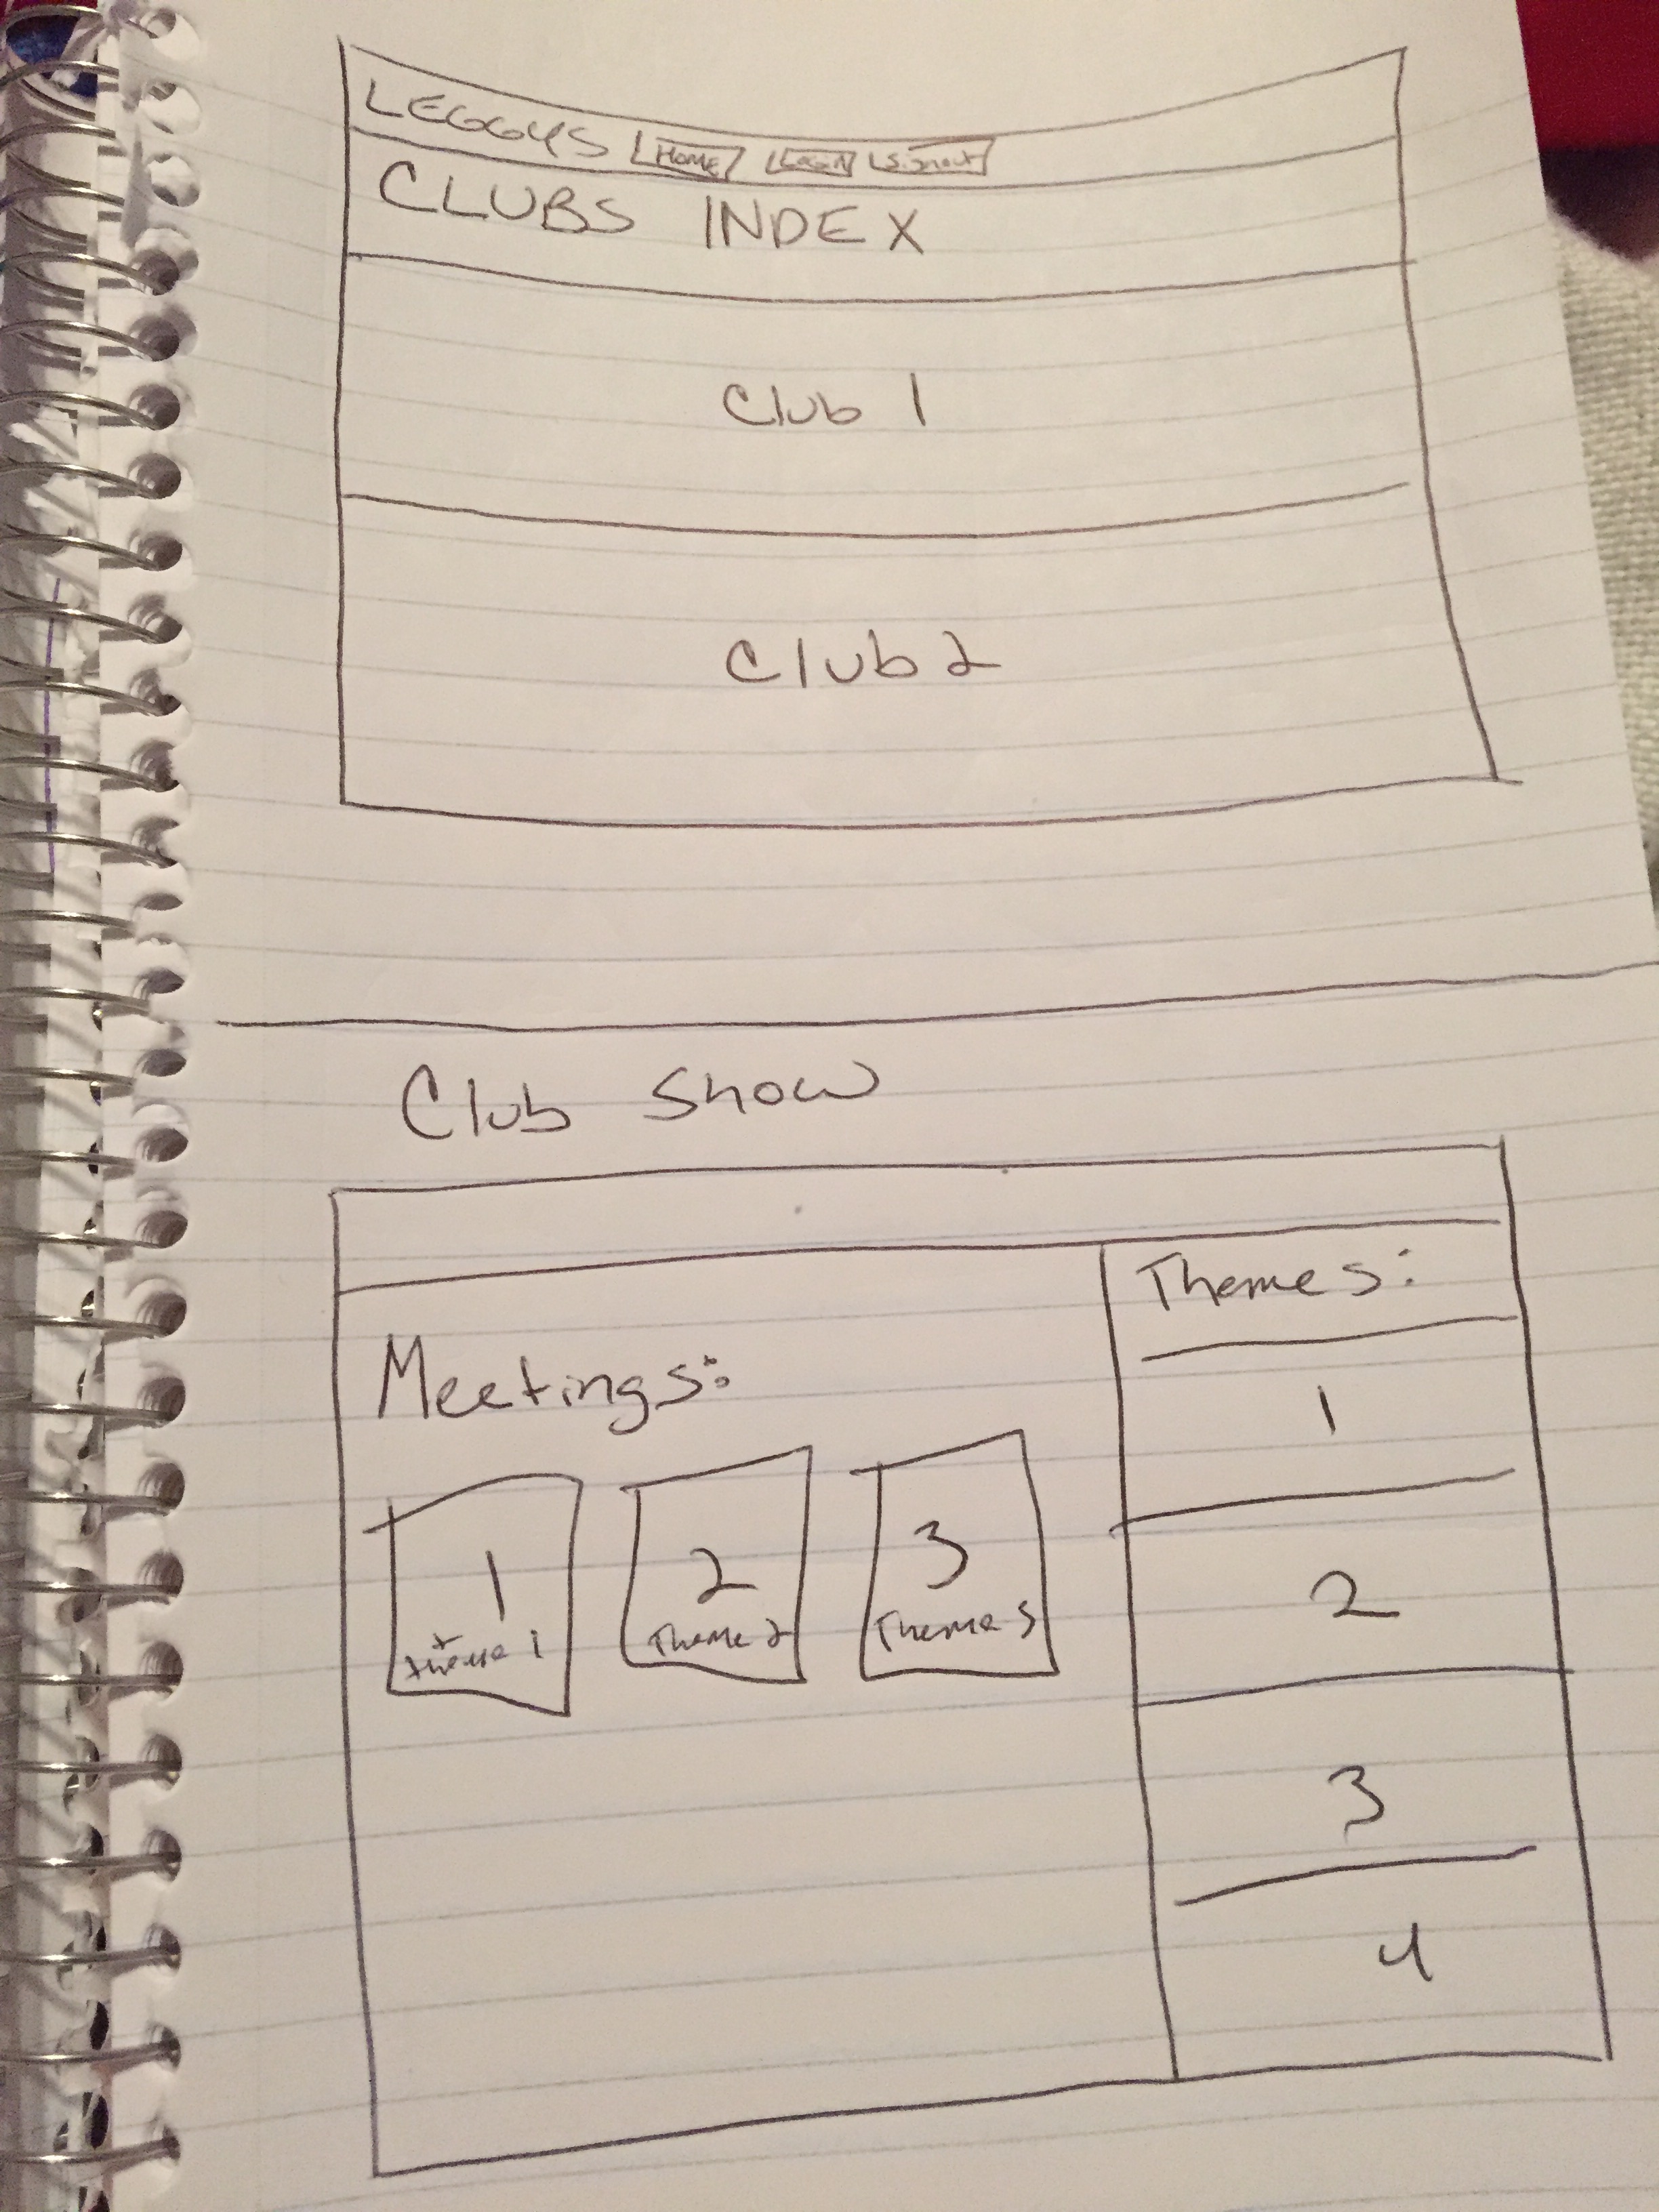 LEGGYS Home Login Signout
CLUBS INDEX
Club 1
Club 2
Club Show
Themes:
Meetings:
1
1
Theme 1
2
Theme 2
3
Theme 3
2
3
4